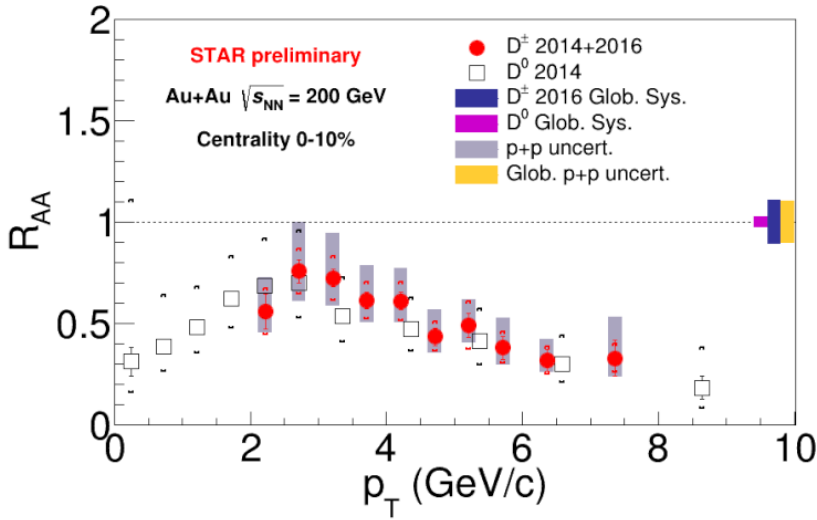 STAR preliminary
Au+Au √sNN = 200 GeV
Centrality 0-10%
D± 2014+2016
D0 2014
D± 2016 Glob. Sys.
D0 Glob. Sys.
p+p uncert.
Glob. p+p uncert.
RAA
2
1.5
1
0.5
0
0 2 4 6 8 10
pT (GeV/c)